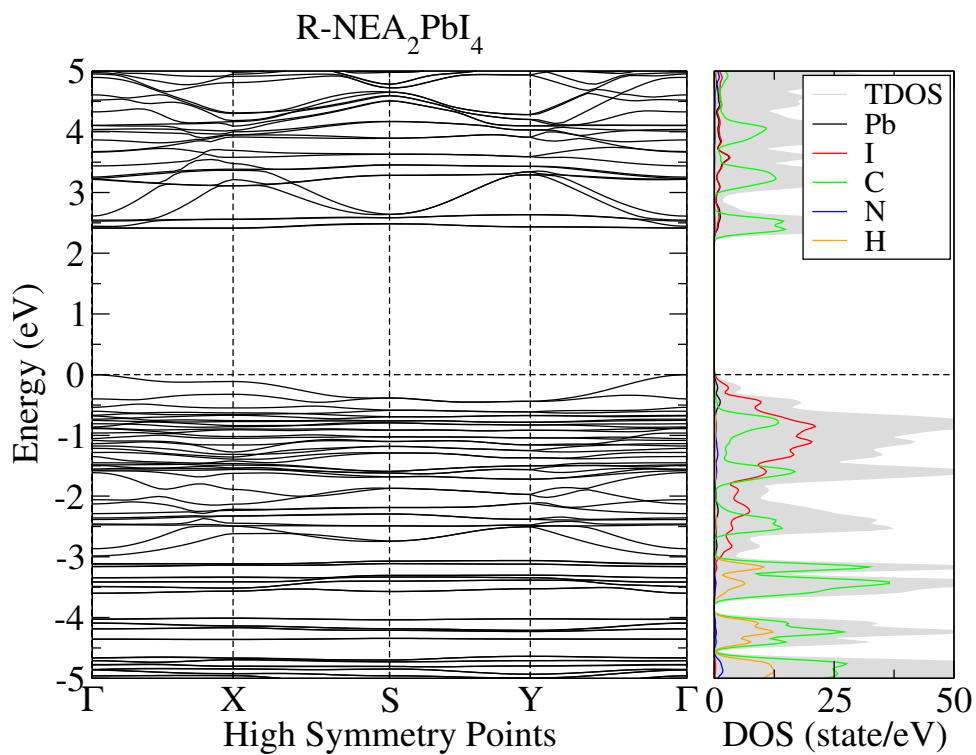 R-NEA₂PbI₄
Energy (eV)
5
4
3
2
1
0
-1
-2
-3
-4
-5
Γ X S Y Γ
High Symmetry Points
TDOS
Pb
I
C
N
H
0 25 50
DOS (state/eV)